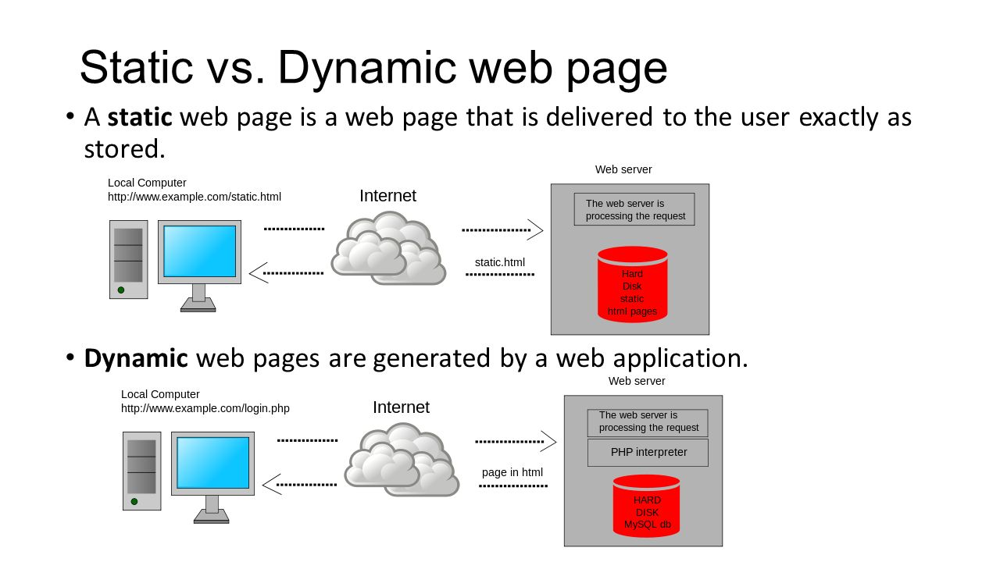 Static vs. Dynamic web page
• A static web page is a web page that is delivered to the user exactly as
stored.
Web server
Local Computer
http://www.example.com/static.html
Internet
The web server is
processing the request
static.html
Hard
Disk
static
html pages
• Dynamic web pages are generated by a web application.
Web server
Local Computer
http://www.example.com/login.php
Internet
The web server is
processing the request
PHP interpreter
page in html
HARD
DISK
MySQL db